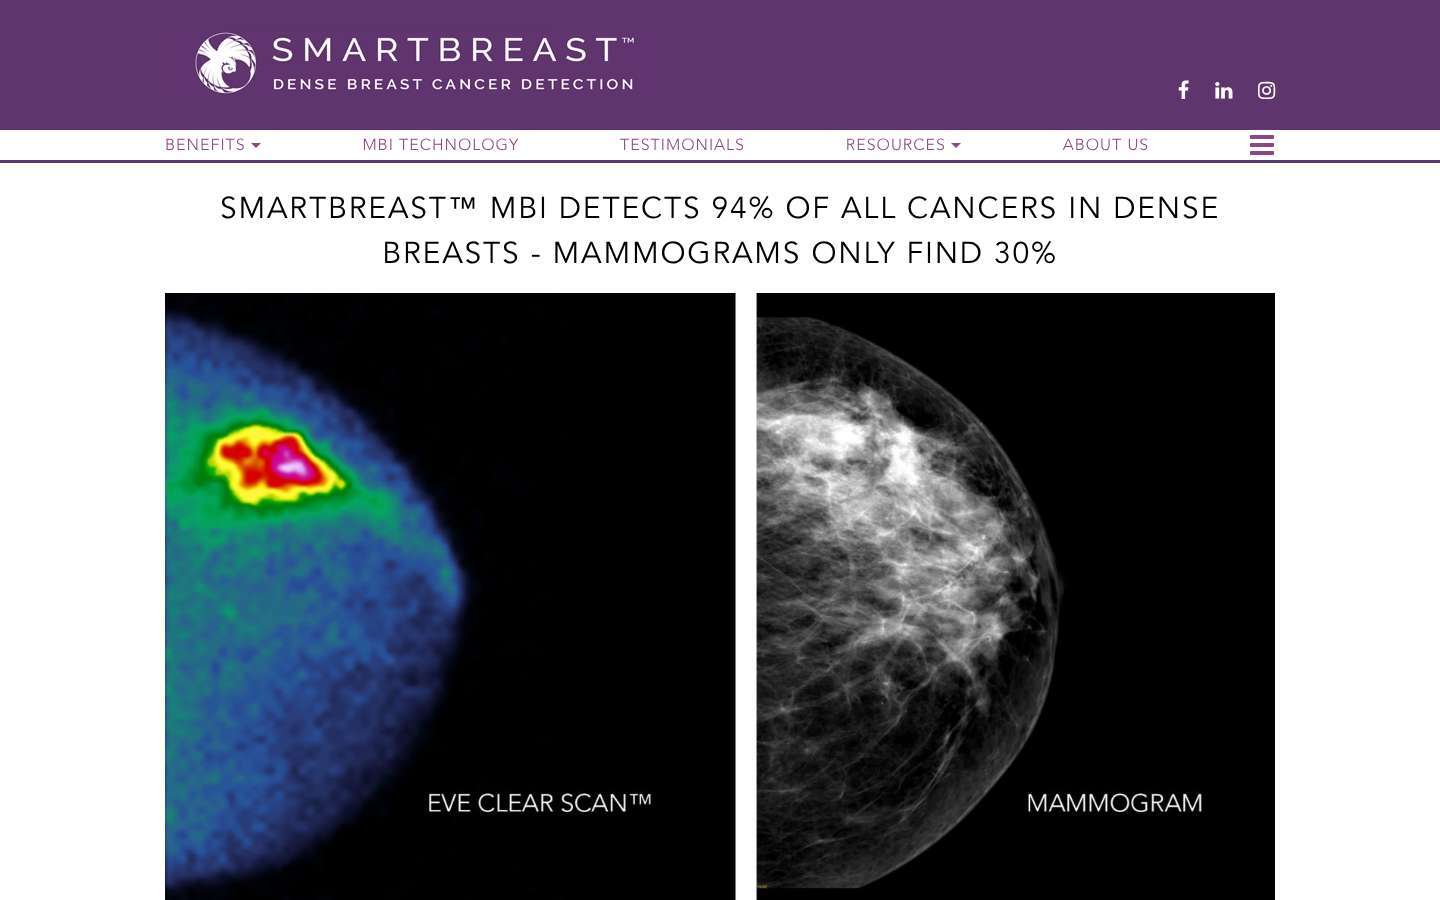 SMARTBREAST™
DENSE BREAST CANCER DETECTION
BENEFITS
MBI TECHNOLOGY
TESTIMONIALS
RESOURCES
ABOUT US
SMARTBREAST™ MBI DETECTS 94% OF ALL CANCERS IN DENSE
BREASTS - MAMMOGRAMS ONLY FIND 30%
EVE CLEAR SCAN™
MAMMOGRAM